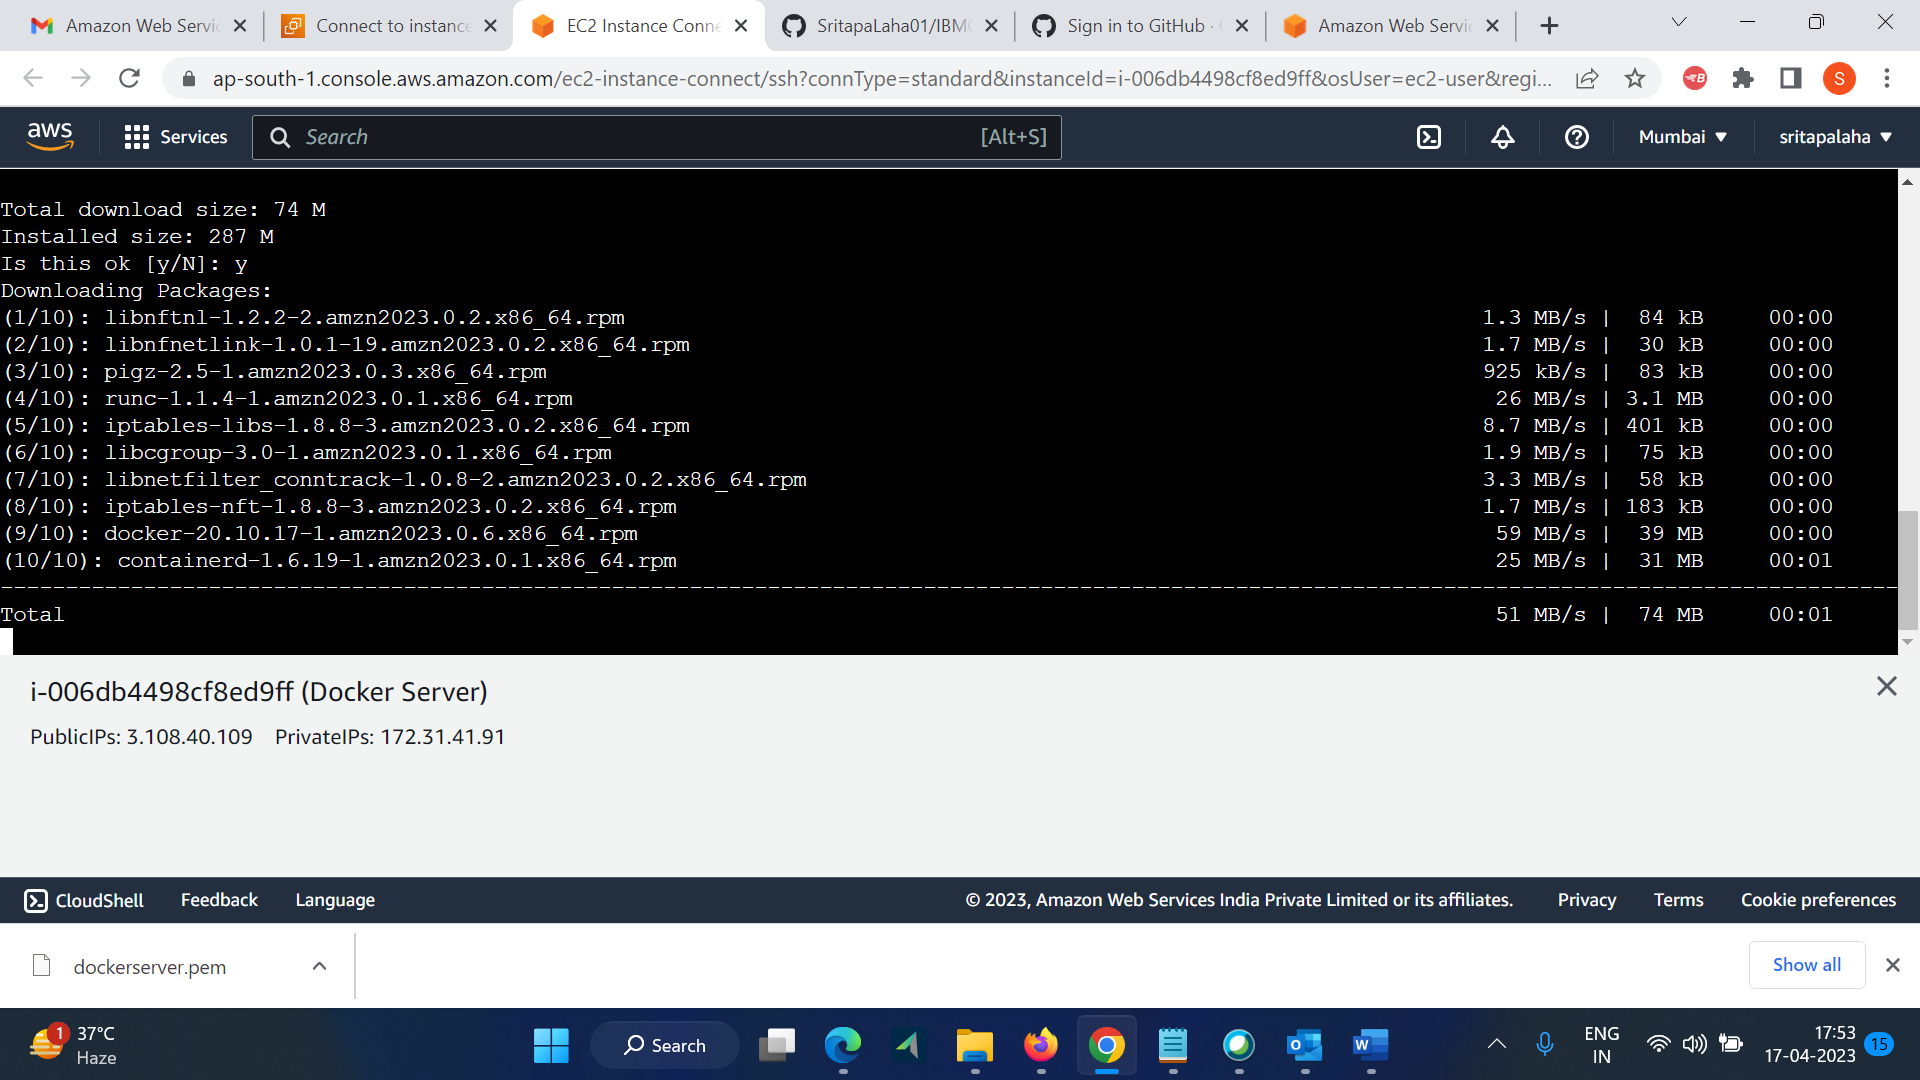 Amazon Web Servic
Connect to instance
EC2 Instance Conne
SritapaLaha01/IBM
Sign in to GitHub ·
Amazon Web Servic
ap-south-1.console.aws.amazon.com/ec2-instance-connect/ssh?connType=standard&instanceId=i-006db4498cf8ed9ff&osUser=ec2-user&regi...
B
S
aws
Services
Search
[Alt+S]
Mumbai
sritapalaha
Total download size: 74 M
Installed size: 287 M
Is this ok [y/N]: y
Downloading Packages:
(1/10): libnftnl-1.2.2-2.amzn2023.0.2.x86_64.rpm 1.3 MB/s | 84 kB 00:00
(2/10): libnfnetlink-1.0.1-19.amzn2023.0.2.x86_64.rpm 1.7 MB/s | 30 kB 00:00
(3/10): pigz-2.5-1.amzn2023.0.3.x86_64.rpm 925 kB/s | 83 kB 00:00
(4/10): runc-1.1.4-1.amzn2023.0.1.x86_64.rpm 26 MB/s | 3.1 MB 00:00
(5/10): iptables-libs-1.8.8-3.amzn2023.0.2.x86_64.rpm 8.7 MB/s | 401 kB 00:00
(6/10): libcgroup-3.0-1.amzn2023.0.1.x86_64.rpm 1.9 MB/s | 75 kB 00:00
(7/10): libnetfilter_conntrack-1.0.8-2.amzn2023.0.2.x86_64.rpm 3.3 MB/s | 58 kB 00:00
(8/10): iptables-nft-1.8.8-3.amzn2023.0.2.x86_64.rpm 1.7 MB/s | 183 kB 00:00
(9/10): docker-20.10.17-1.amzn2023.0.6.x86_64.rpm 59 MB/s | 39 MB 00:00
(10/10): containerd-1.6.19-1.amzn2023.0.1.x86_64.rpm 25 MB/s | 31 MB 00:01
Total 51 MB/s | 74 MB 00:01
i-006db4498cf8ed9ff (Docker Server)
PublicIPs: 3.108.40.109 PrivateIPs: 172.31.41.91
CloudShell
Feedback
Language
© 2023, Amazon Web Services India Private Limited or its affiliates.
Privacy
Terms
Cookie preferences
dockerserver.pem
Show all
1
37°C
Haze
Search
ENG
IN
17:53
17-04-2023
15